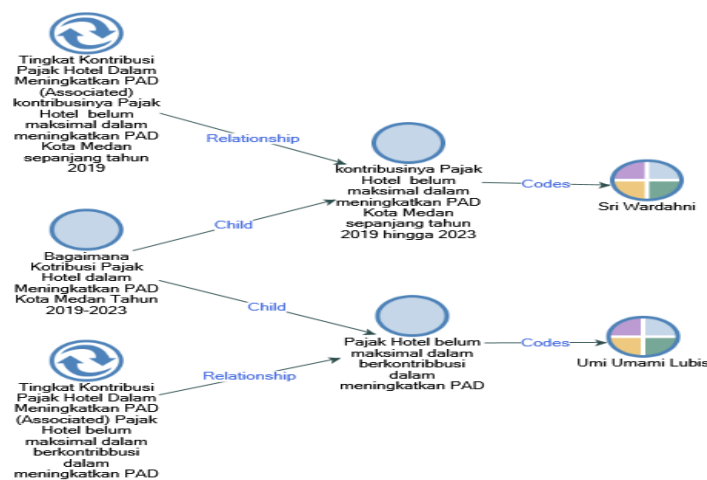 Tingkat Kontribusi
Pajak Hotel Dalam
Meningkatkan PAD
(Associated)
kontribusinya Pajak
Hotel belum
maksimal dalam
meningkatkan PAD
Kota Medan
sepanjang tahun
2019
Relationship
kontribusinya Pajak
Hotel belum
maksimal dalam
meningkatkan PAD
Kota Medan
sepanjang tahun
2019 hingga 2023
Codes
Sri Wardahni
Child
Bagaimana
Kotribusi Pajak
Hotel dalam
Meningkatkan PAD
Kota Medan Tahun
2019-2023
Child
Pajak Hotel belum
maksimal dalam
berkontribbusi
dalam
meningkatkan PAD
Codes
Umi Umami Lubis
Relationship
Tingkat Kontribusi
Pajak Hotel Dalam
Meningkatkan PAD
(Associated) Pajak
Hotel belum
maksimal dalam
berkontribbusi
dalam
meningkatkan PAD